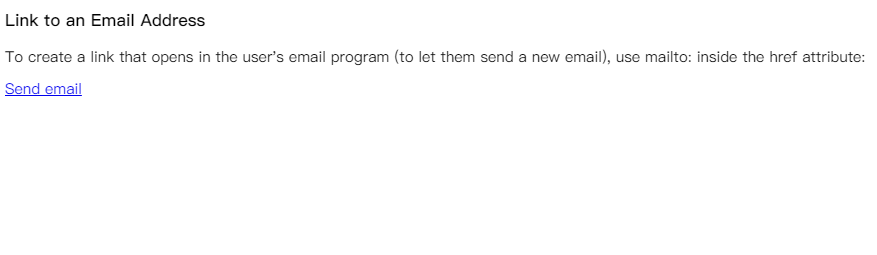 Link to an Email Address
To create a link that opens in the user's email program (to let them send a new email), use mailto: inside the href attribute:
Send email